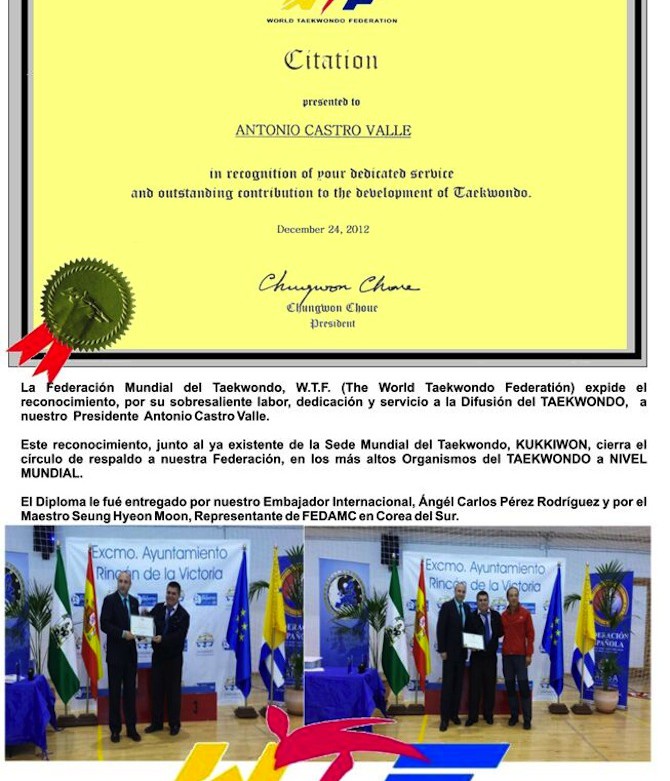 WORLD TAEKWONDO FEDERATION
Citation
presented to
ANTONIO CASTRO VALLE
in recognition of your dedicated service
and outstanding contribution to the development of Taekwondo.
December 24, 2012
Chungwon Choue
Chungwon Choue
President
La Federación Mundial del Taekwondo, W.T.F. (The World Taekwondo Federatión) expide el
reconocimiento, por su sobresaliente labor, dedicación y servicio a la Difusión del TAEKWONDO, a
nuestro Presidente Antonio Castro Valle.
Este reconocimiento, junto al ya existente de la Sede Mundial del Taekwondo, KUKKIWON, cierra el
círculo de respaldo a nuestra Federación, en los más altos Organismos del TAEKWONDO a NIVEL
MUNDIAL.
El Diploma le fué entregado por nuestro Embajador Internacional, Ángel Carlos Pérez Rodríguez y por el
Maestro Seung Hyeon Moon, Representante de FEDAMC en Corea del Sur.
Excmo. Ayuntamiento
Rincón de la Victoria
Excmo. Ayuntamiento
Rincón de la Victoria
ESPAÑOLA
WTF